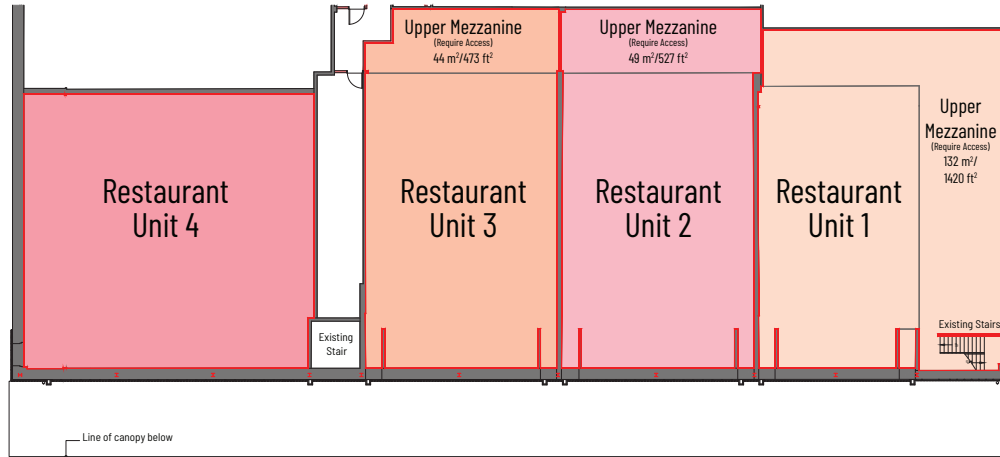 Upper Mezzanine
(Require Access)
44 m²/473 ft²
Upper Mezzanine
(Require Access)
49 m²/527 ft²
Upper
Mezzanine
(Require Access)
132 m²/
1420 ft²
Restaurant
Unit 4
Restaurant
Unit 3
Restaurant
Unit 2
Restaurant
Unit 1
Existing
Stair
Existing Stairs
Line of canopy below